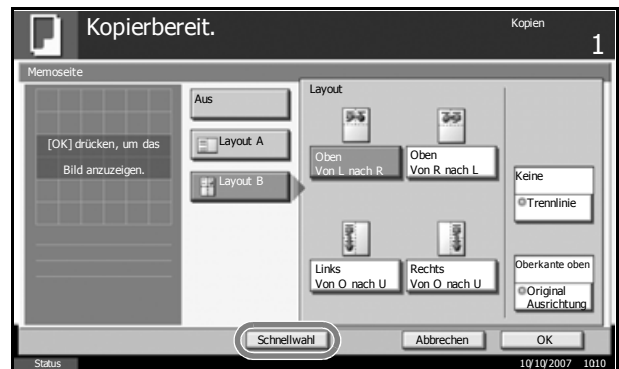 Kopierbereit.
Kopien
1
Memoseite
[OK] drücken, um das
Bild anzuzeigen.
Aus
Layout A
Layout B
Layout
Oben
Von L nach R
Oben
Von R nach L
Links
Von O nach U
Rechts
Von O nach U
Keine
Trennlinie
Oberkante oben
Original
Ausrichtung
Schnellwahl
Abbrechen
OK
Status
10/10/2007 1010